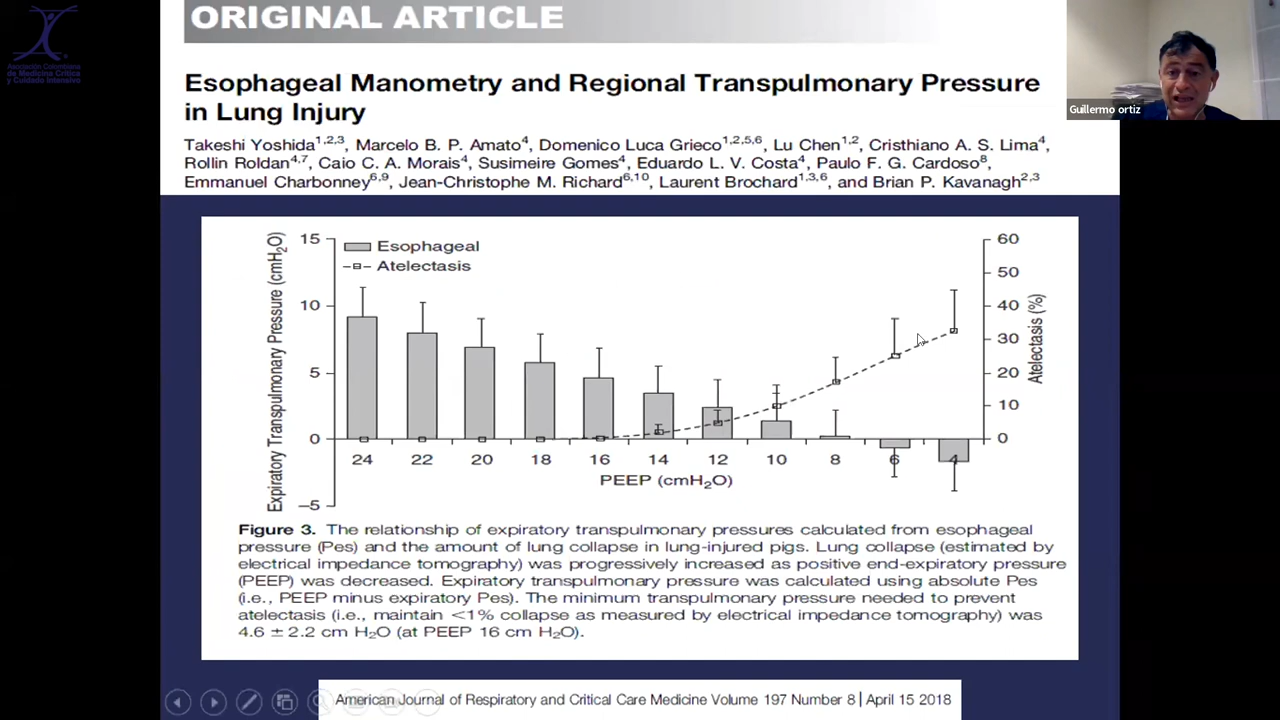 ORIGINAL ARTICLE
Asociación Colombiana
de Medicina Crítica
y Cuidado Intensivo
Guillermo ortiz
Esophageal Manometry and Regional Transpulmonary Pressure
in Lung Injury
Takeshi Yoshida1,2,3, Marcelo B. P. Amato4, Domenico Luca Grieco1,2,5,6, Lu Chen1,2, Cristhiano A. S. Lima4,
Rollin Roldan4,7, Caio C. A. Morais4, Susimeire Gomes4, Eduardo L. V. Costa4, Paulo F. G. Cardoso8,
Emmanuel Charbonney6,9, Jean-Christophe M. Richard6,10, Laurent Brochard1,3,6, and Brian P. Kavanagh2,3
Expiratory Transpulmonary Pressure (cmH2O)
15
10
5
0
–5
Esophageal
Atelectasis
60
50
40
30
20
10
0
Atelectasis (%)
24 22 20 18 16 14 12 10 8 6 4
PEEP (cmH2O)
Figure 3. The relationship of expiratory transpulmonary pressures calculated from esophageal
pressure (Pes) and the amount of lung collapse in lung-injured pigs. Lung collapse (estimated by
electrical impedance tomography) was progressively increased as positive end-expiratory pressure
(PEEP) was decreased. Expiratory transpulmonary pressure was calculated using absolute Pes
(i.e., PEEP minus expiratory Pes). The minimum transpulmonary pressure needed to prevent
atelectasis (i.e., maintain <1% collapse as measured by electrical impedance tomography) was
4.6 ± 2.2 cm H2O (at PEEP 16 cm H2O).
American Journal of Respiratory and Critical Care Medicine Volume 197 Number 8 | April 15 2018